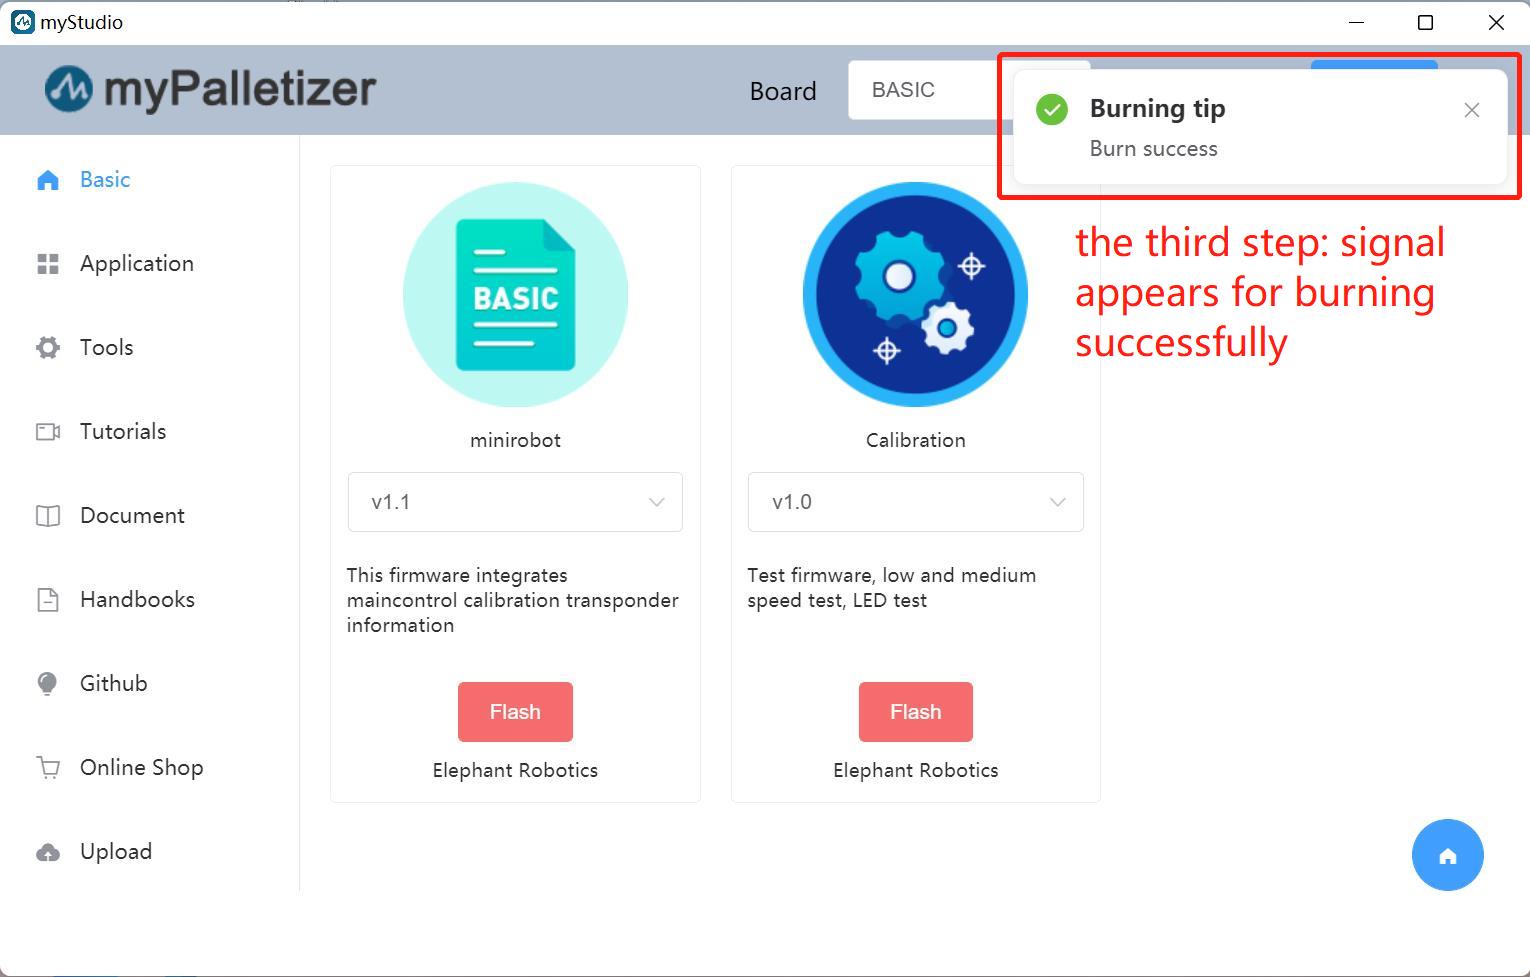 myStudio
myPalletizer
Board
BASIC
Burning tip
Burn success
the third step: signal
appears for burning
successfully
Basic
Application
Tools
Tutorials
Document
Handbooks
Github
Online Shop
Upload
BASIC
minirobot
v1.1
This firmware integrates
maincontrol calibration transponder
information
Flash
Elephant Robotics
Calibration
v1.0
Test firmware, low and medium
speed test, LED test
Flash
Elephant Robotics